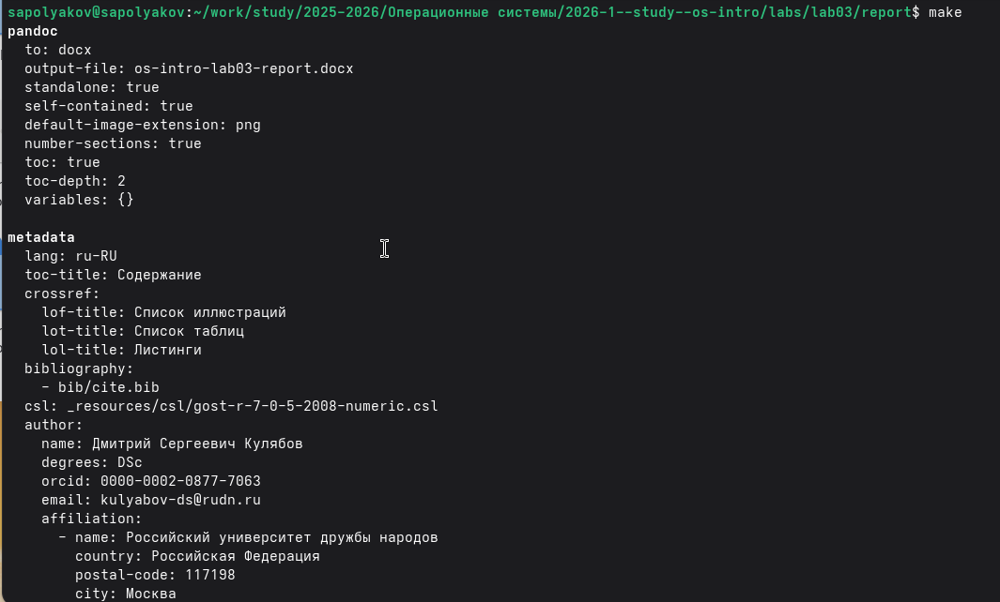 sapolyakov@sapolyakov:~/work/study/2025-2026/Операционные системы/2026-1--study--os-intro/labs/lab03/report$ make
pandoc
  to: docx
  output-file: os-intro-lab03-report.docx
  standalone: true
  self-contained: true
  default-image-extension: png
  number-sections: true
  toc: true
  toc-depth: 2
  variables: {}

metadata
  lang: ru-RU
  toc-title: Содержание
  crossref:
    lof-title: Список иллюстраций
    lot-title: Список таблиц
    lol-title: Листинги
  bibliography:
    - bib/cite.bib
  csl: _resources/csl/gost-r-7-0-5-2008-numeric.csl
  author:
    name: Дмитрий Сергеевич Кулябов
    degrees: DSc
    orcid: 0000-0002-0877-7063
    email: kulyabov-ds@rudn.ru
    affiliation:
      - name: Российский университет дружбы народов
        country: Российская Федерация
        postal-code: 117198
        city: Москва